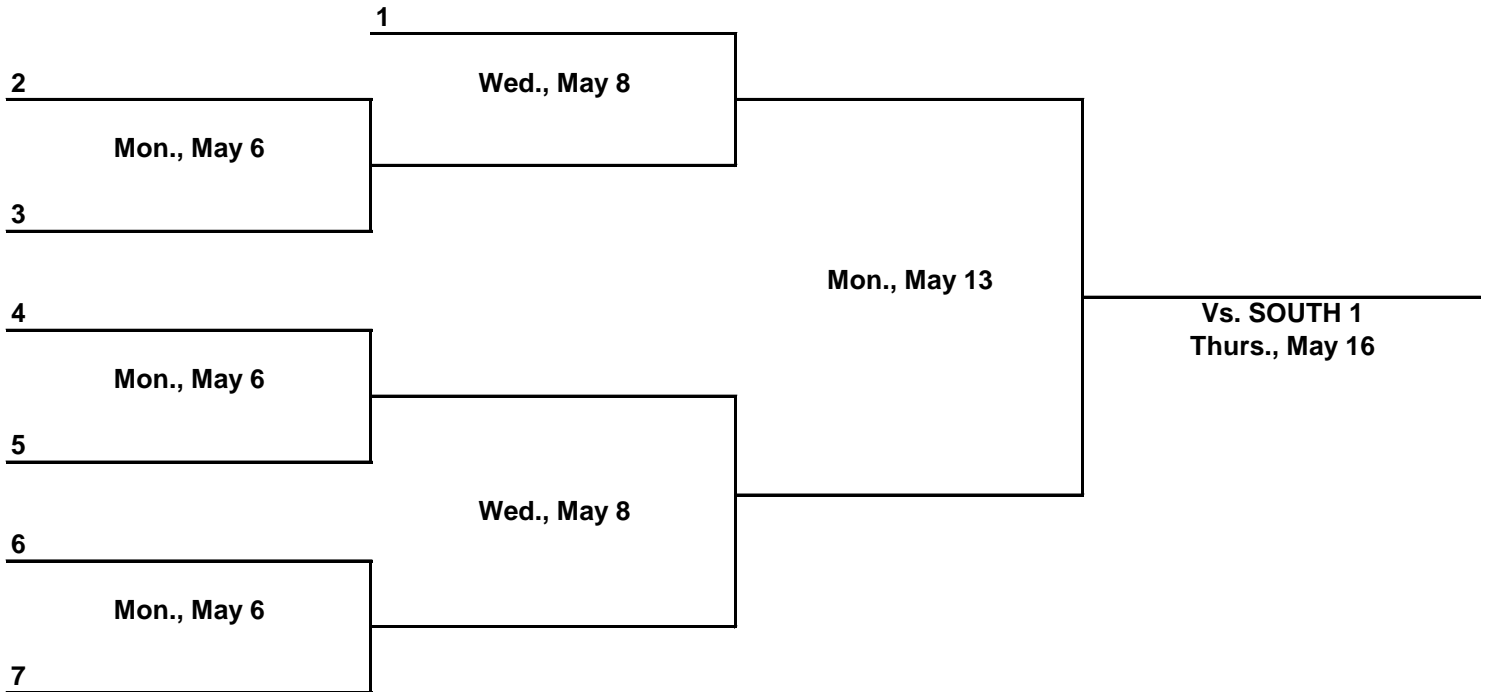 1
2
Wed., May 8
Mon., May 6
3
Mon., May 13
4
Vs. SOUTH 1
Thurs., May 16
Mon., May 6
5
Wed., May 8
6
Mon., May 6
7